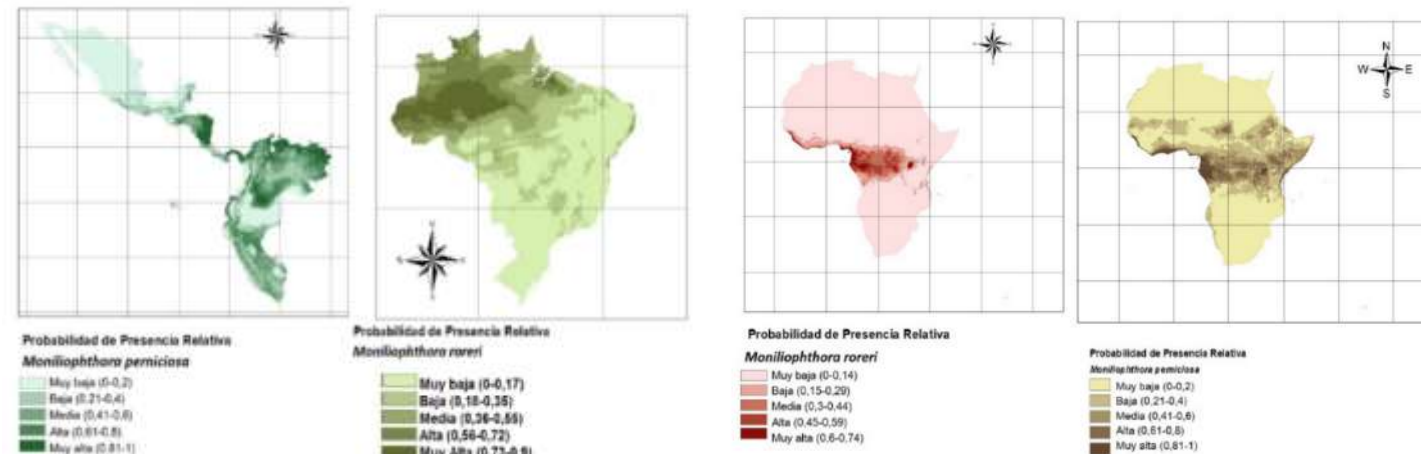 Probabilidad de Presencia Relativa
Moniliophthora perniciosa
Muy baja (0-0,2)
Baja (0,21-0,4)
Media (0,41-0,6)
Alta (0,61-0,8)
Muy alta (0,81-1)
Probabilidad de Presencia Relativa
Moniliophthora roreri
Muy baja (0-0,17)
Baja (0,18-0,35)
Media (0,36-0,55)
Alta (0,56-0,72)
Muy Alta (0,73-0,9)
Probabilidad de Presencia Relativa
Moniliophthora roreri
Muy baja (0-0,14)
Baja (0,15-0,29)
Media (0,3-0,44)
Alta (0,45-0,59)
Muy alta (0,6-0,74)
N
W E
S
Probabilidad de Presencia Relativa
Moniliophthora perniciosa
Muy baja (0-0,2)
Baja (0,21-0,4)
Media (0,41-0,6)
Alta (0,61-0,8)
Muy alta (0,81-1)